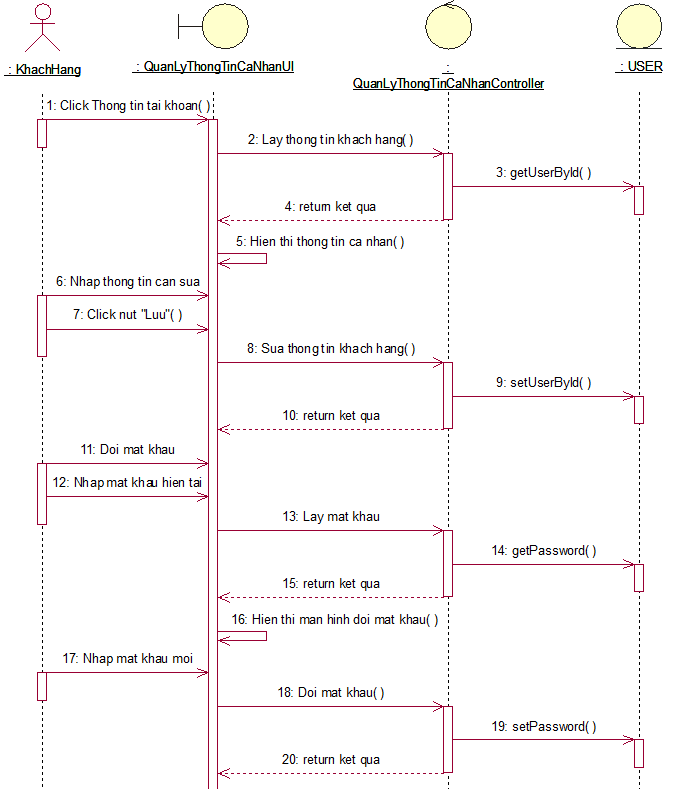 : KhachHang
: QuanLyThongTinCaNhanUI
:
QuanLyThongTinCaNhanController
: USER
1: Click Thong tin tai khoan( )
2: Lay thong tin khach hang( )
3: getUserById( )
4: return ket qua
5: Hien thi thong tin ca nhan( )
6: Nhap thong tin can sua
7: Click nut "Luu"( )
8: Sua thong tin khach hang( )
9: setUserById( )
10: return ket qua
11: Doi mat khau
12: Nhap mat khau hien tai
13: Lay mat khau
14: getPassword( )
15: return ket qua
16: Hien thi man hinh doi mat khau( )
17: Nhap mat khau moi
18: Doi mat khau( )
19: setPassword( )
20: return ket qua